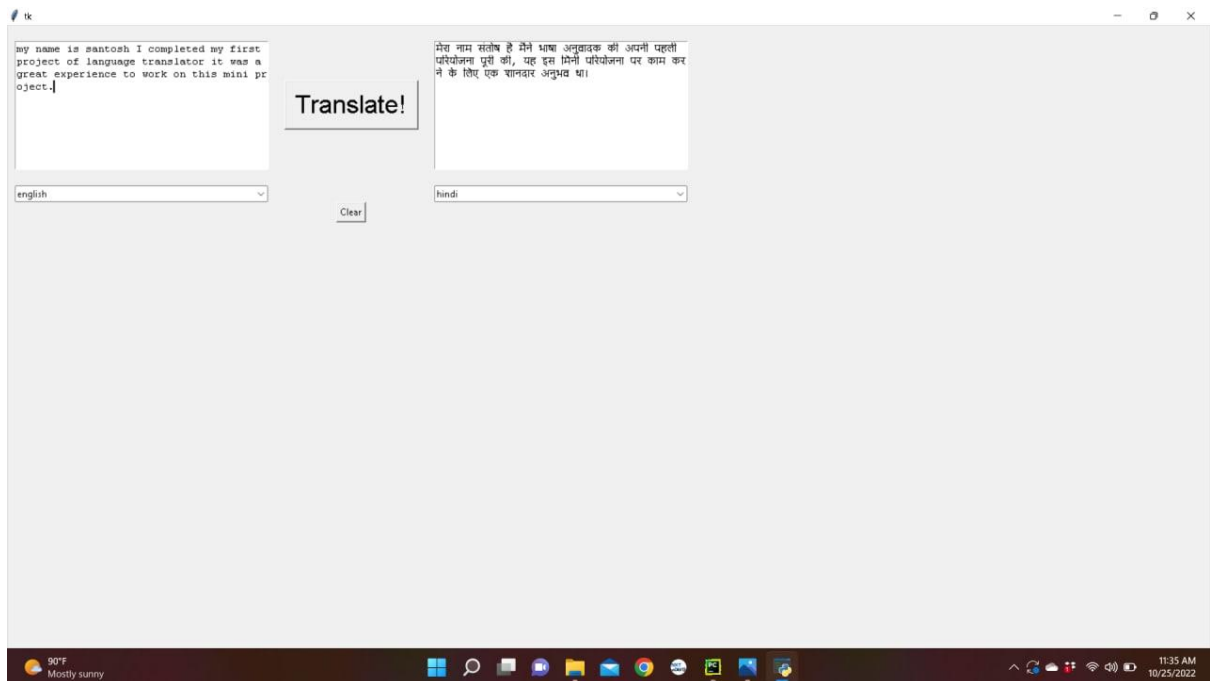 tk
my name is santosh I completed my first
project of language translator it was a
great experience to work on this mini pr
oject.
Translate!
मेरा नाम संतोष है मैंने भाषा अनुवादक की अपनी पहली
परियोजना पूरी की, यह इस मिनी परियोजना पर काम कर
ने के लिए एक शानदार अनुभव था।
english
hindi
Clear
90°F
Mostly sunny
11:35 AM
10/25/2022